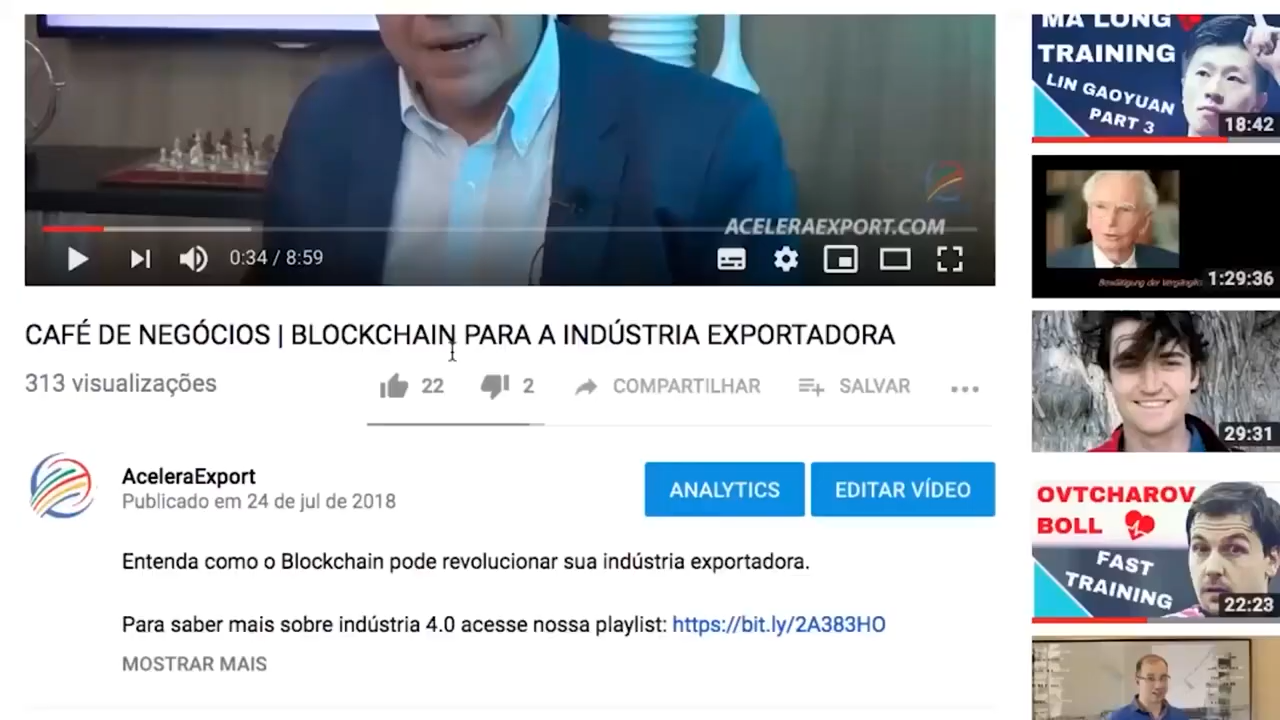 ACELERAEXPORT.COM
0:34 / 8:59
CAFÉ DE NEGÓCIOS | BLOCKCHAIN PARA A INDÚSTRIA EXPORTADORA
313 visualizações
22
2
COMPARTILHAR
SALVAR
AceleraExport
Publicado em 24 de jul de 2018
ANALYTICS
EDITAR VÍDEO
Entenda como o Blockchain pode revolucionar sua indústria exportadora.
Para saber mais sobre indústria 4.0 acesse nossa playlist: https://bit.ly/2A383HO
MOSTRAR MAIS
MA LONG
TRAINING
LIN GAOYUAN
PART 3
18:42
1:29:36
29:31
OVTCHAROV
BOLL
FAST
TRAINING
22:23